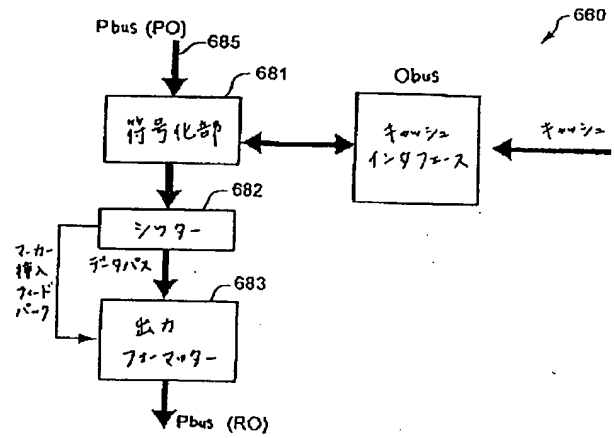 660
Pbus (PO)
685
681
Obus
符号化部
キャッシュ
インタフェース
キャッシュ
682
シフター
マーカー
挿入
フィード
バック
データパス
683
出力
フォーマッター
Pbus (RO)